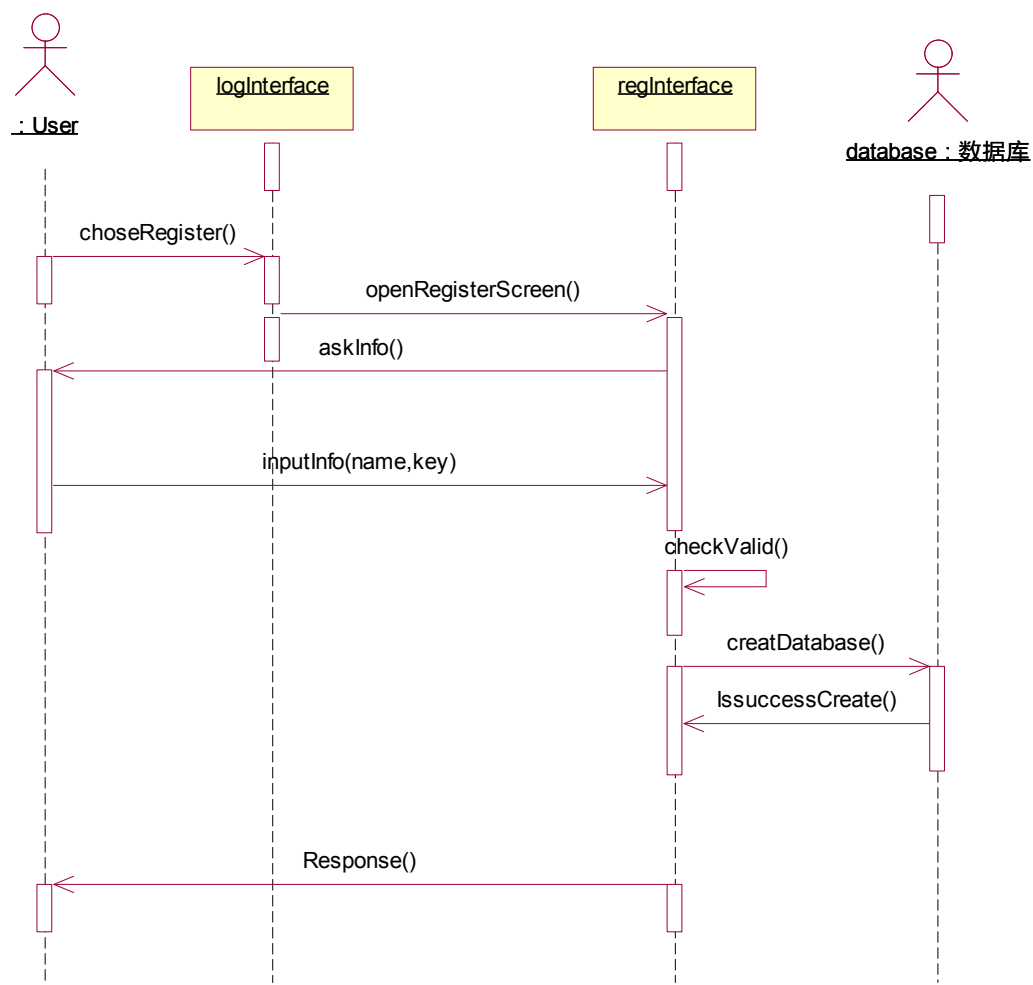 : User
logInterface
regInterface
database : 数据库
choseRegister()
openRegisterScreen()
askInfo()
inputInfo(name,key)
checkValid()
creatDatabase()
IssuccessCreate()
Response()